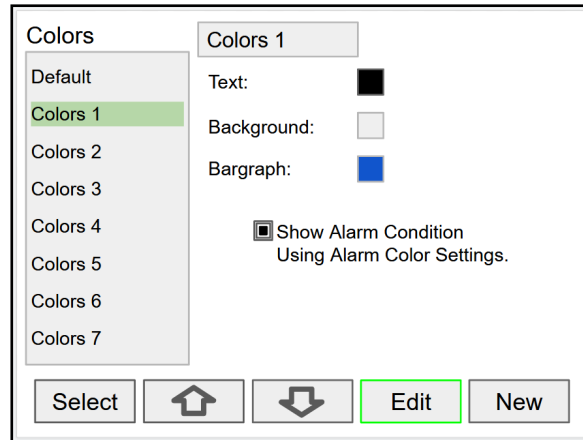 Colors
Default
Colors 1
Colors 2
Colors 3
Colors 4
Colors 5
Colors 6
Colors 7
Colors 1
Text:
Background:
Bargraph:
Show Alarm Condition
Using Alarm Color Settings.
Select
Edit
New